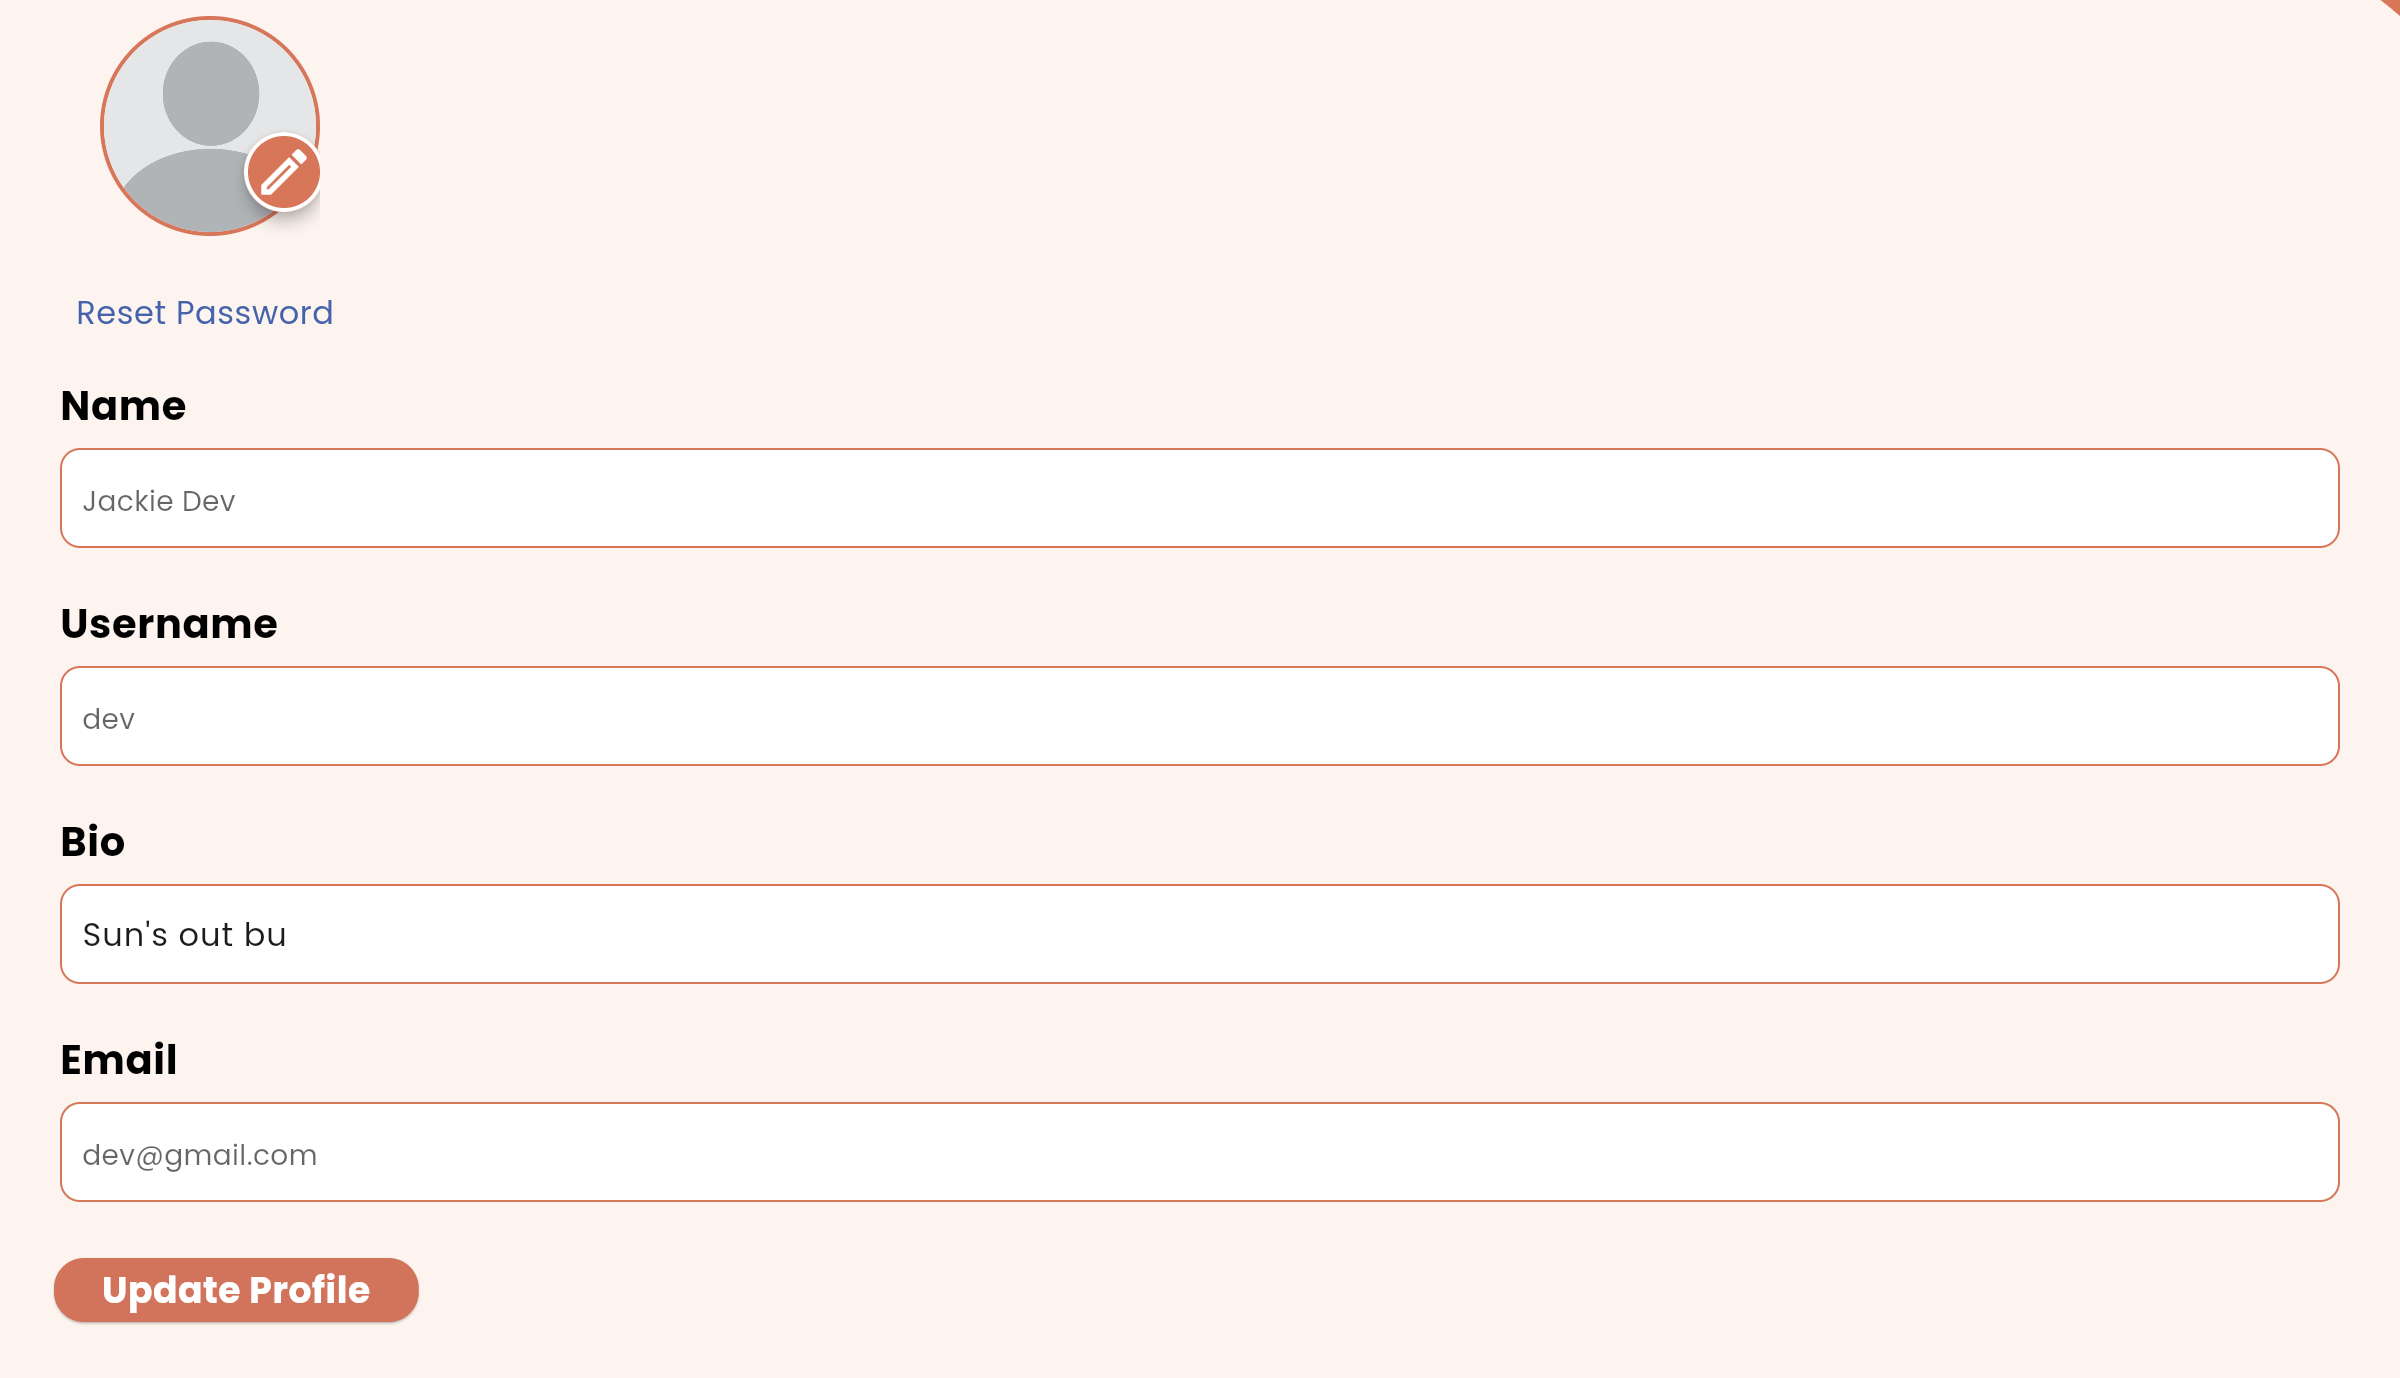 Reset Password
Name
Jackie Dev
Username
dev
Bio
Sun's out bu
Email
dev@gmail.com
Update Profile